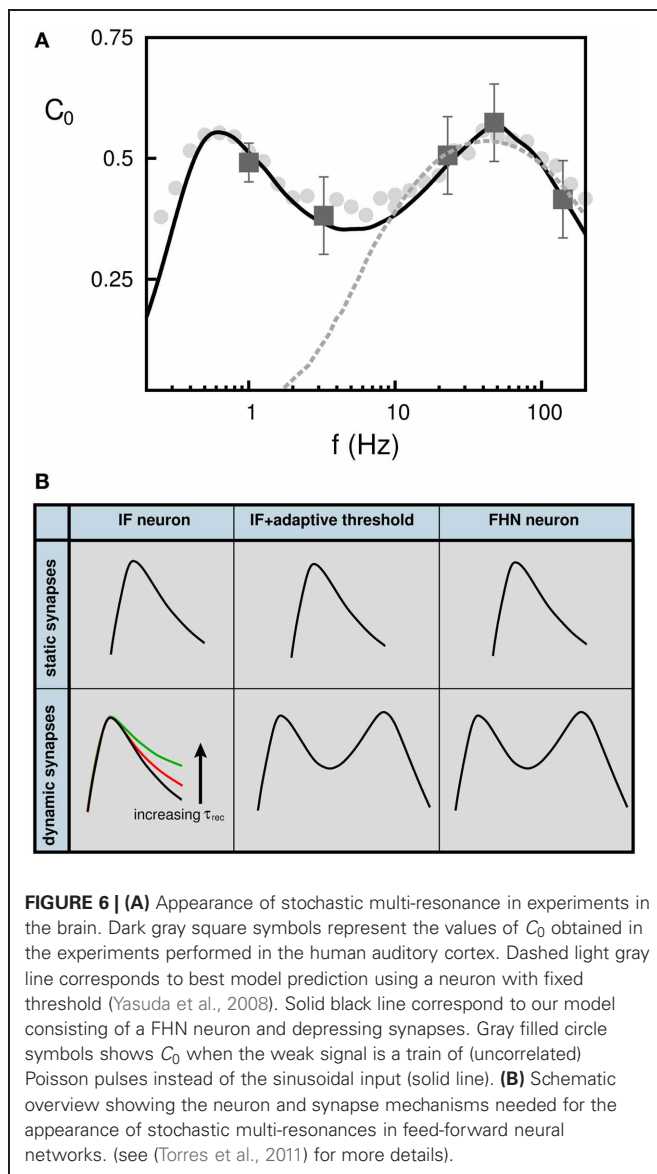 A
0.75
C₀
0.5
0.25
1 10 100
f (Hz)
B
IF neuron IF+adaptive threshold FHN neuron
static synapses
dynamic synapses
increasing τrec
FIGURE 6 | (A) Appearance of stochastic multi-resonance in experiments in
the brain. Dark gray square symbols represent the values of C₀ obtained in
the experiments performed in the human auditory cortex. Dashed light gray
line corresponds to best model prediction using a neuron with fixed
threshold (Yasuda et al., 2008). Solid black line correspond to our model
consisting of a FHN neuron and depressing synapses. Gray filled circle
symbols shows C₀ when the weak signal is a train of (uncorrelated)
Poisson pulses instead of the sinusoidal input (solid line). (B) Schematic
overview showing the neuron and synapse mechanisms needed for the
appearance of stochastic multi-resonances in feed-forward neural
networks. (see (Torres et al., 2011) for more details).